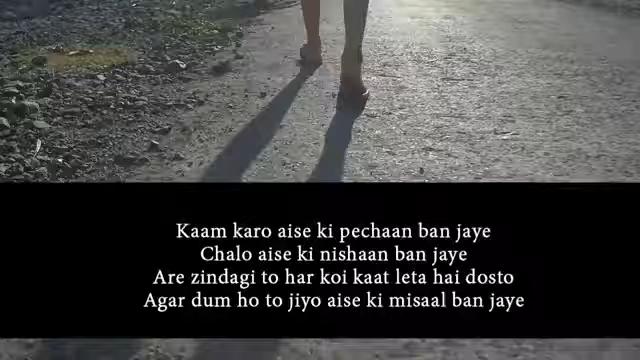 Kaam karo aise ki pechaan ban jaye
Chalo aise ki nishaan ban jaye
Are zindagi to har koi kaat leta hai dosto
Agar dum ho to jiyo aise ki misaal ban jaye